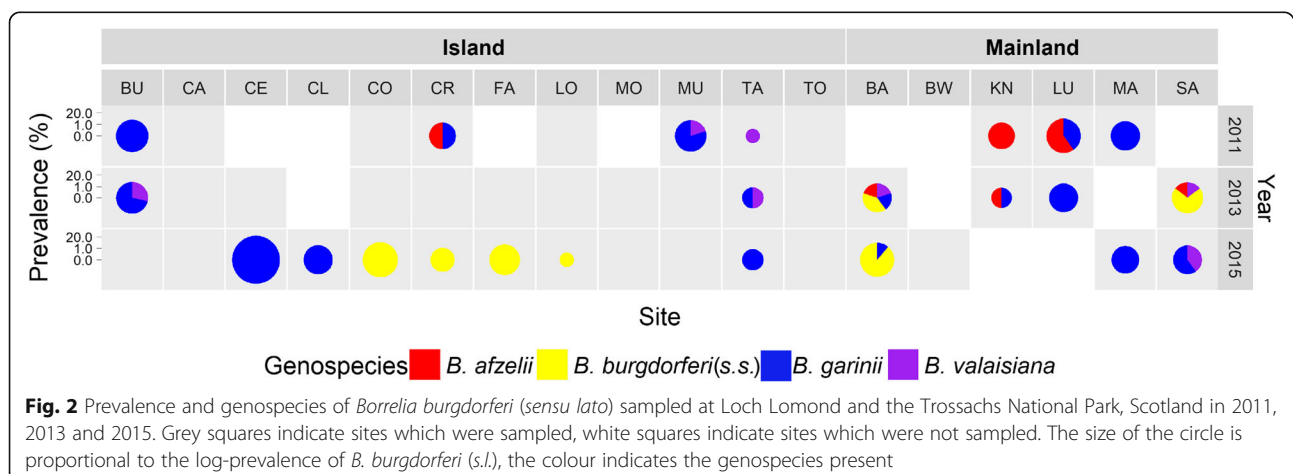 Island Mainland
BU CA CE CL CO CR FA LO MO MU TA TO BA BW KN LU MA SA
Prevalence (%)
20.0
1.0
0.0
2011
20.0
1.0
0.0
2013
20.0
1.0
0.0
2015
Year
Site
Genospecies B. afzelii B. burgdorferi(s.s.) B. garinii B. valaisiana
Fig. 2 Prevalence and genospecies of Borrelia burgdorferi (sensu lato) sampled at Loch Lomond and the Trossachs National Park, Scotland in 2011,
2013 and 2015. Grey squares indicate sites which were sampled, white squares indicate sites which were not sampled. The size of the circle is
proportional to the log-prevalence of B. burgdorferi (s.l.), the colour indicates the genospecies present